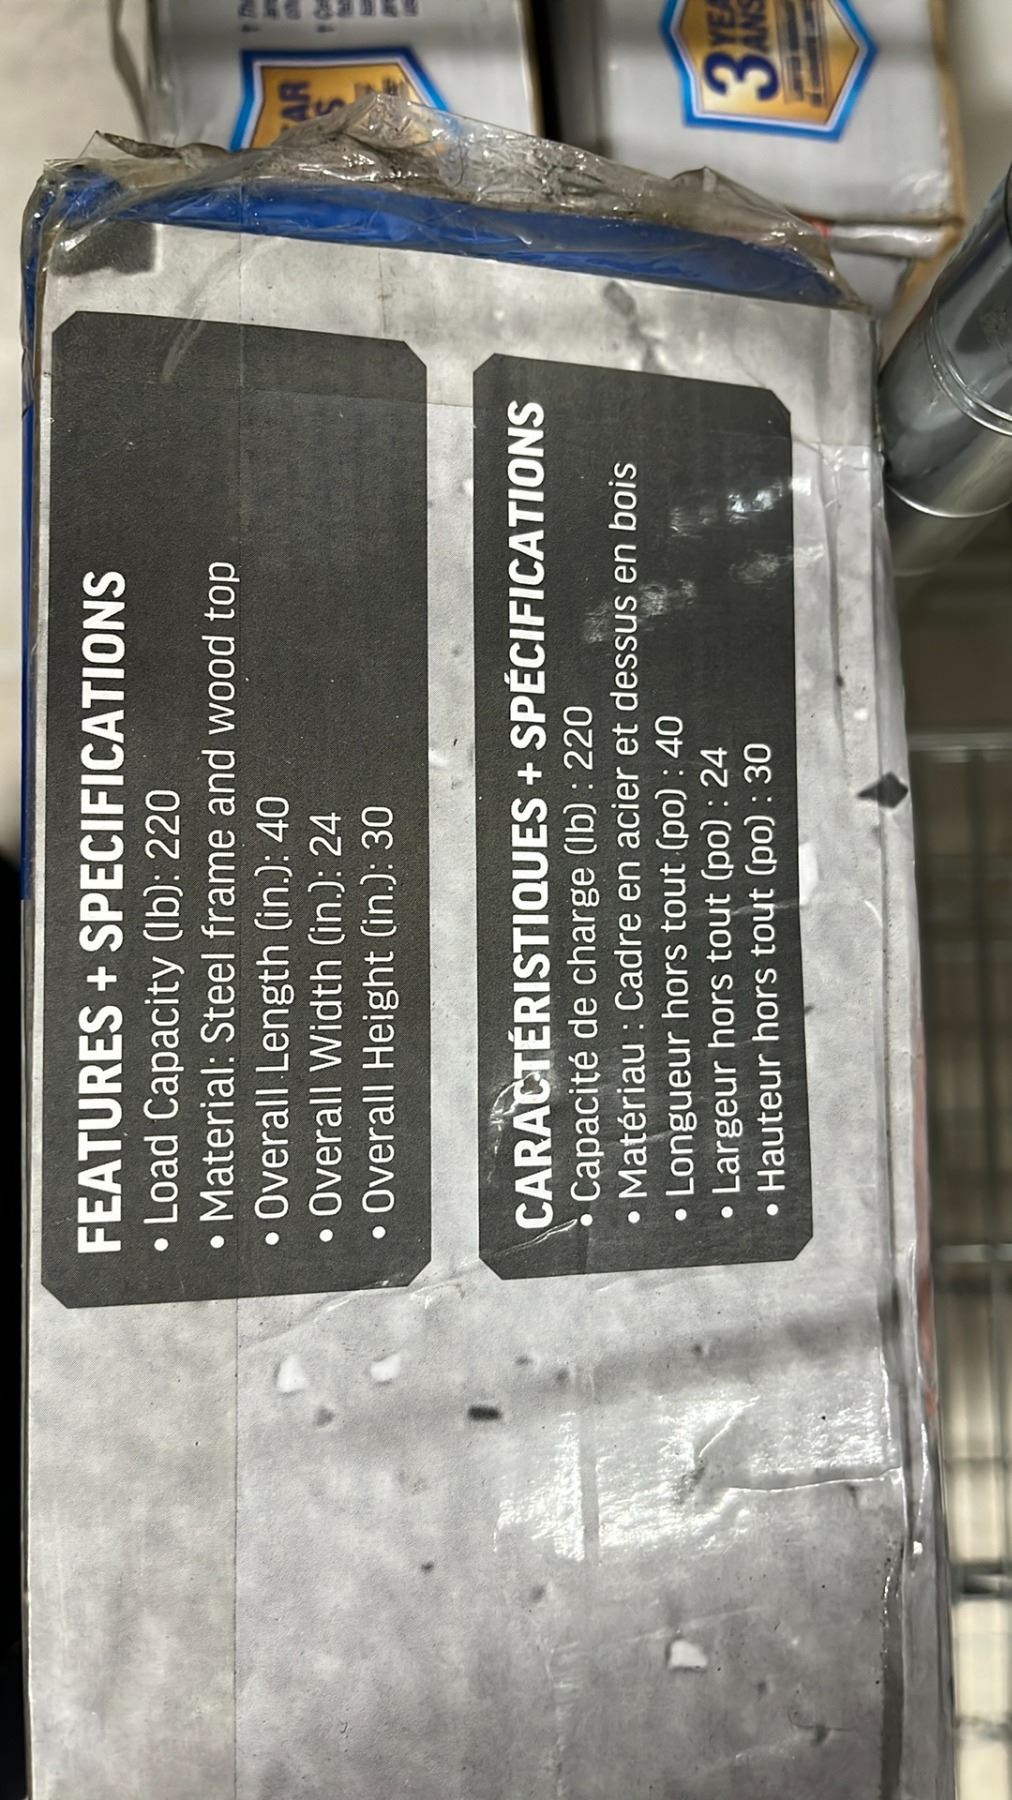 FEATURES + SPECIFICATIONS
• Load Capacity (lb): 220
• Material: Steel frame and wood top
• Overall Length (in.): 40
• Overall Width (in.): 24
• Overall Height (in.): 30
CARACTÉRISTIQUES + SPÉCIFICATIONS
• Capacité de charge (lb) : 220
• Matériau : Cadre en acier et dessus en bois
• Longueur hors tout (po) : 40
• Largeur hors tout (po) : 24
• Hauteur hors tout (po) : 30
3